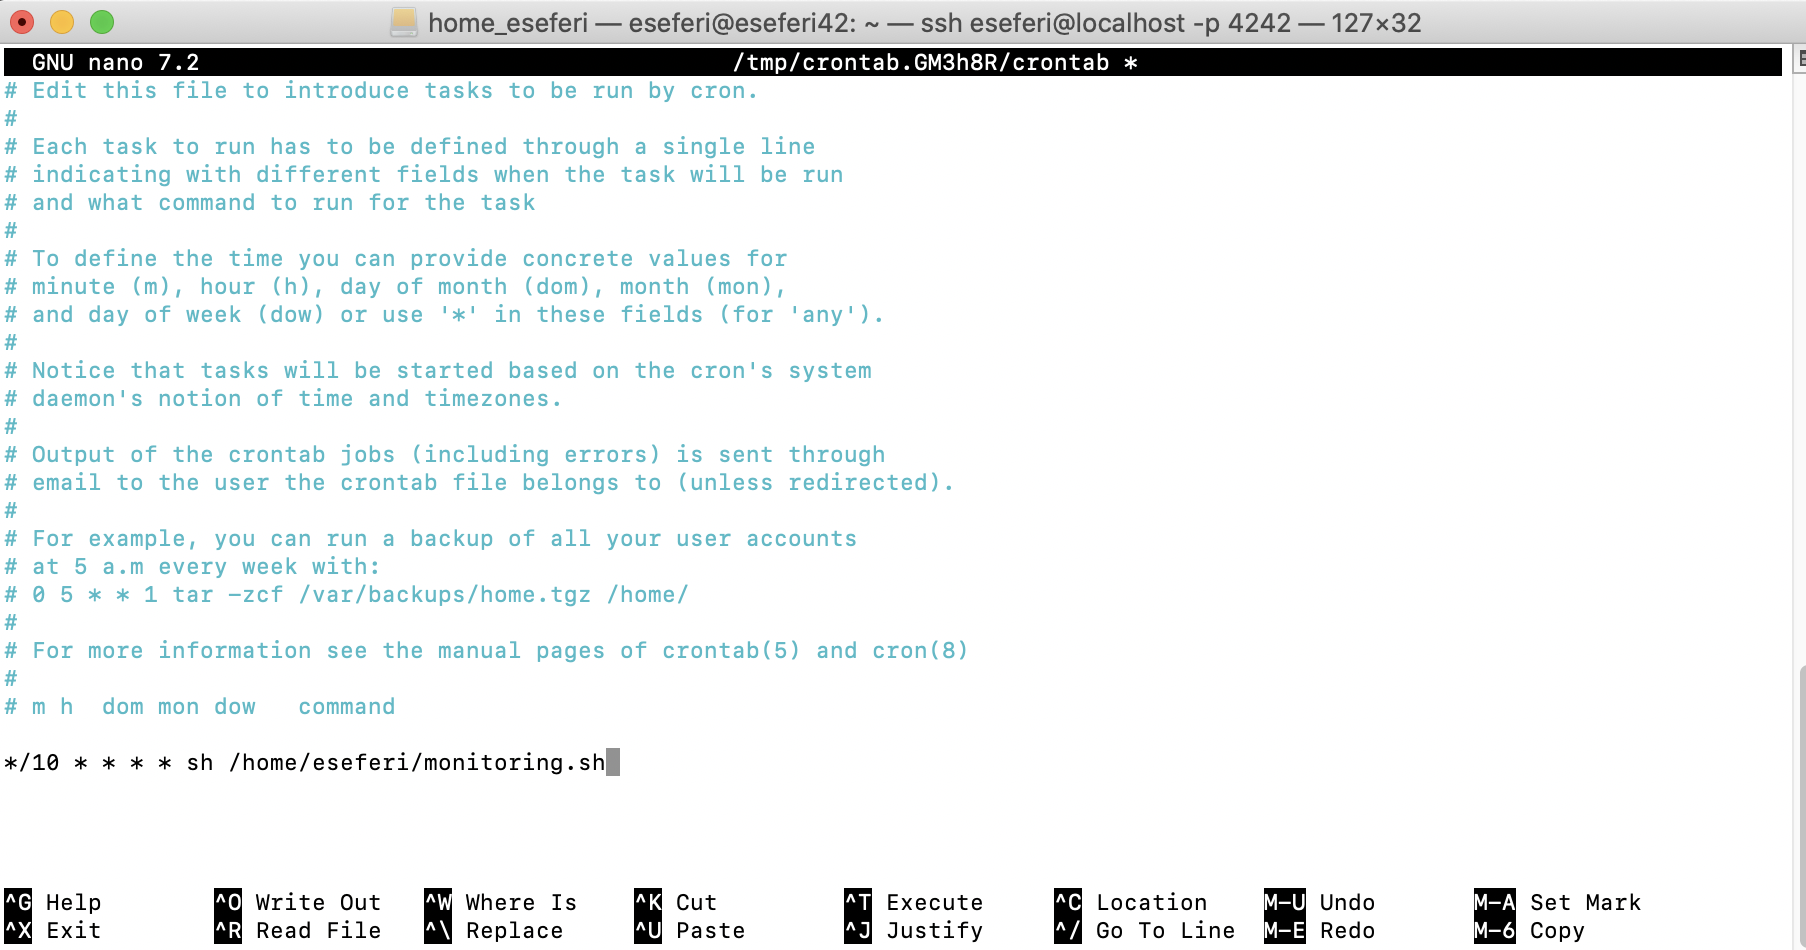 home_eseferi — eseferi@eseferi42: ~ — ssh eseferi@localhost -p 4242 — 127×32
GNU nano 7.2 /tmp/crontab.GM3h8R/crontab *
# Edit this file to introduce tasks to be run by cron.
#
# Each task to run has to be defined through a single line
# indicating with different fields when the task will be run
# and what command to run for the task
#
# To define the time you can provide concrete values for
# minute (m), hour (h), day of month (dom), month (mon),
# and day of week (dow) or use '*' in these fields (for 'any').
#
# Notice that tasks will be started based on the cron's system
# daemon's notion of time and timezones.
#
# Output of the crontab jobs (including errors) is sent through
# email to the user the crontab file belongs to (unless redirected).
#
# For example, you can run a backup of all your user accounts
# at 5 a.m every week with:
# 0 5 * * 1 tar -zcf /var/backups/home.tgz /home/
#
# For more information see the manual pages of crontab(5) and cron(8)
#
# m h  dom mon dow   command
*/10 * * * * sh /home/eseferi/monitoring.sh
^G Help ^O Write Out ^W Where Is ^K Cut ^T Execute ^C Location M-U Undo M-A Set Mark
^X Exit ^R Read File ^\ Replace ^U Paste ^J Justify ^/ Go To Line M-E Redo M-6 Copy